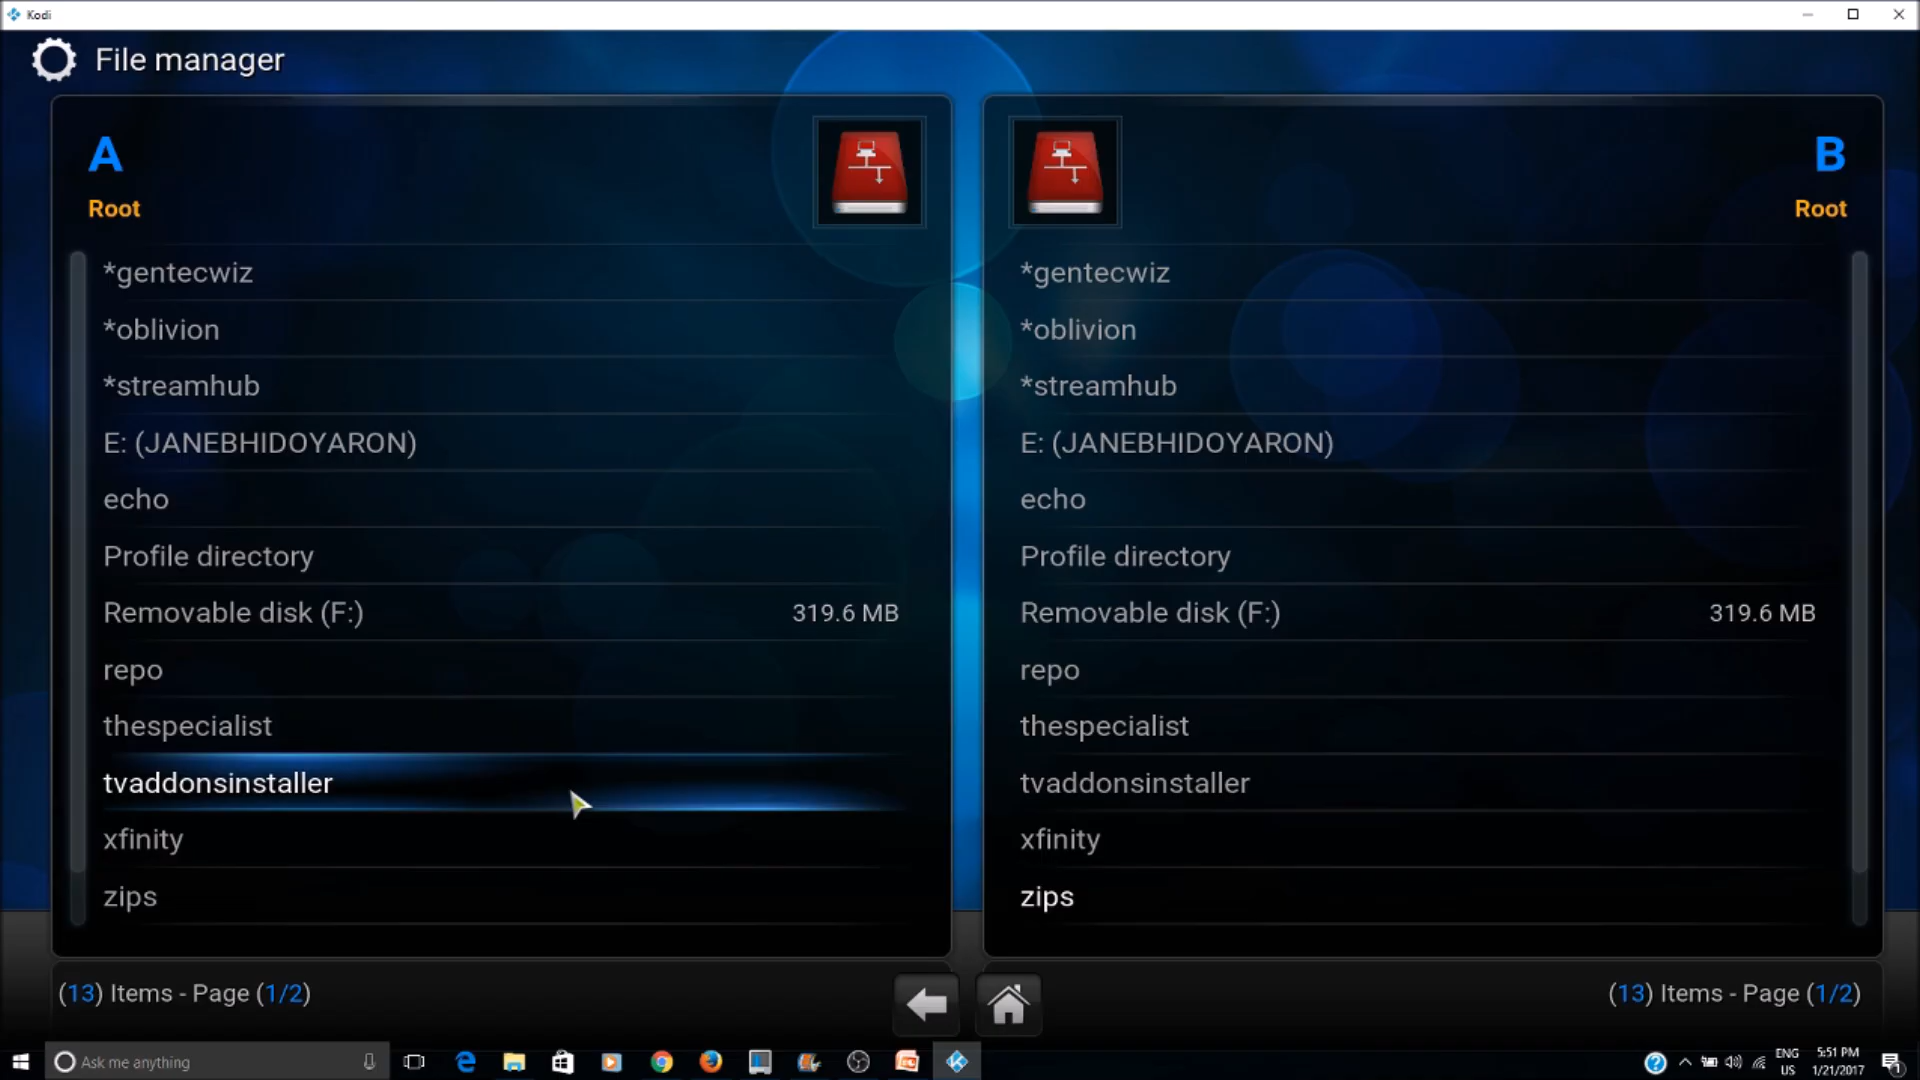 Kodi
File manager
A
Root
*gentecwiz
*oblivion
*streamhub
E: (JANEBHIDOYARON)
echo
Profile directory
Removable disk (F:) 319.6 MB
repo
thespecialist
tvaddonsinstaller
xfinity
zips
(13) Items - Page (1/2)
B
Root
*gentecwiz
*oblivion
*streamhub
E: (JANEBHIDOYARON)
echo
Profile directory
Removable disk (F:) 319.6 MB
repo
thespecialist
tvaddonsinstaller
xfinity
zips
(13) Items - Page (1/2)
Ask me anything
ENG
US
5:51 PM
1/21/2017
1